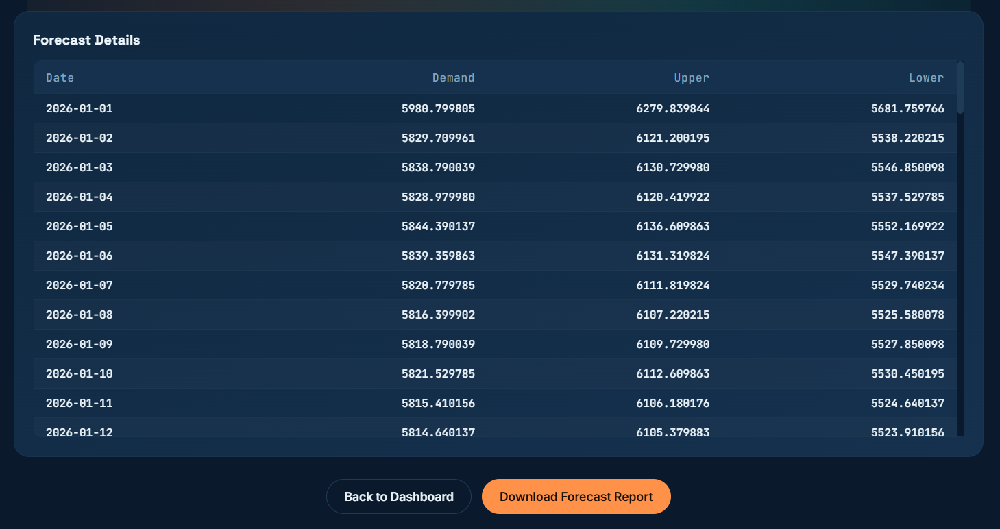 Forecast Details
Date Demand Upper Lower
2026-01-01 5980.799805 6279.839844 5681.759766
2026-01-02 5829.709961 6121.200195 5538.220215
2026-01-03 5838.790039 6130.729980 5546.850098
2026-01-04 5828.979980 6120.419922 5537.529785
2026-01-05 5844.390137 6136.609863 5552.169922
2026-01-06 5839.359863 6131.319824 5547.390137
2026-01-07 5820.779785 6111.819824 5529.740234
2026-01-08 5816.399902 6107.220215 5525.580078
2026-01-09 5818.790039 6109.729980 5527.850098
2026-01-10 5821.529785 6112.609863 5530.450195
2026-01-11 5815.410156 6106.180176 5524.640137
2026-01-12 5814.640137 6105.379883 5523.910156
Back to Dashboard Download Forecast Report